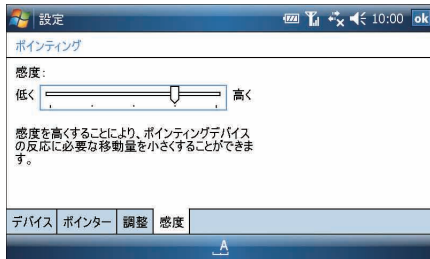 設定 10:00 ok
ポインティング
感度:
低く 高く
感度を高くすることにより、ポインティングデバイス
の反応に必要な移動量を小さくすることができま
す。
デバイス ポインター 調整 感度
A